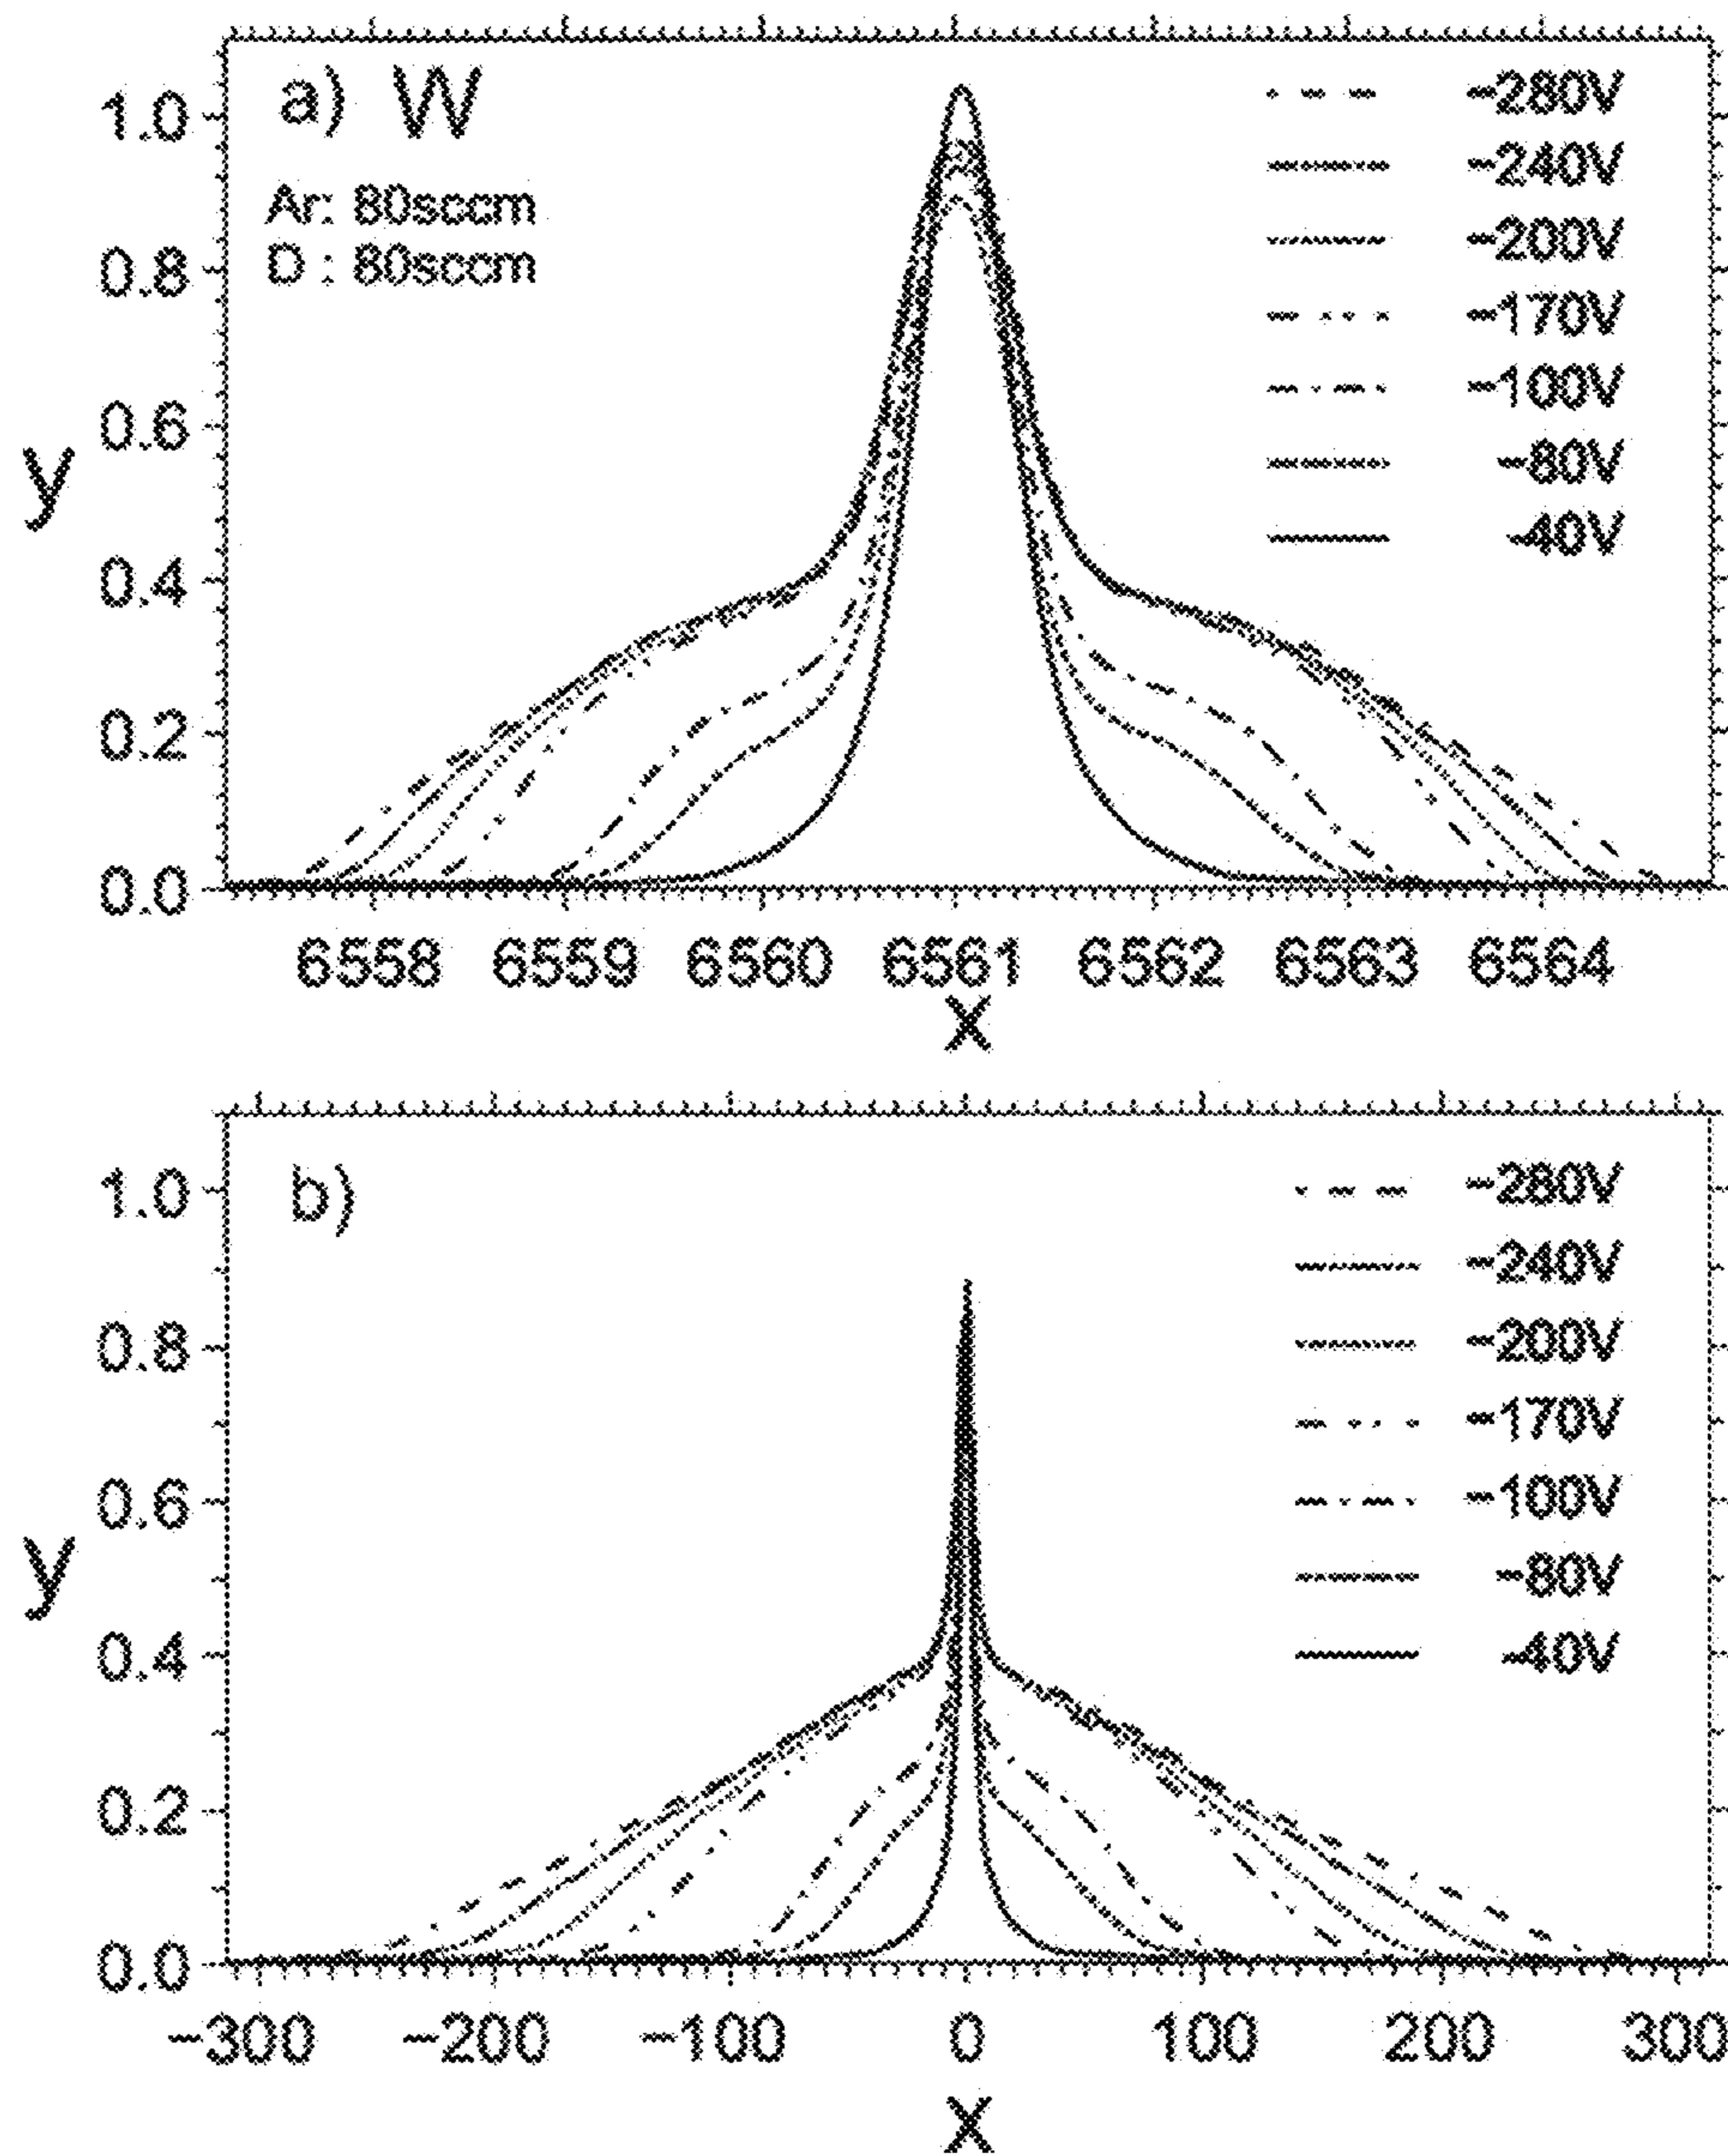 a) W
Ar: 80sccm
D : 80sccm
-280V
-240V
-200V
-170V
-100V
-80V
-40V
1.0
0.8
0.6
0.4
0.2
0.0
y
6558 6559 6560 6561 6562 6563 6564
x
b)
-280V
-240V
-200V
-170V
-100V
-80V
-40V
1.0
0.8
0.6
0.4
0.2
0.0
y
-300 -200 -100 0 100 200 300
x